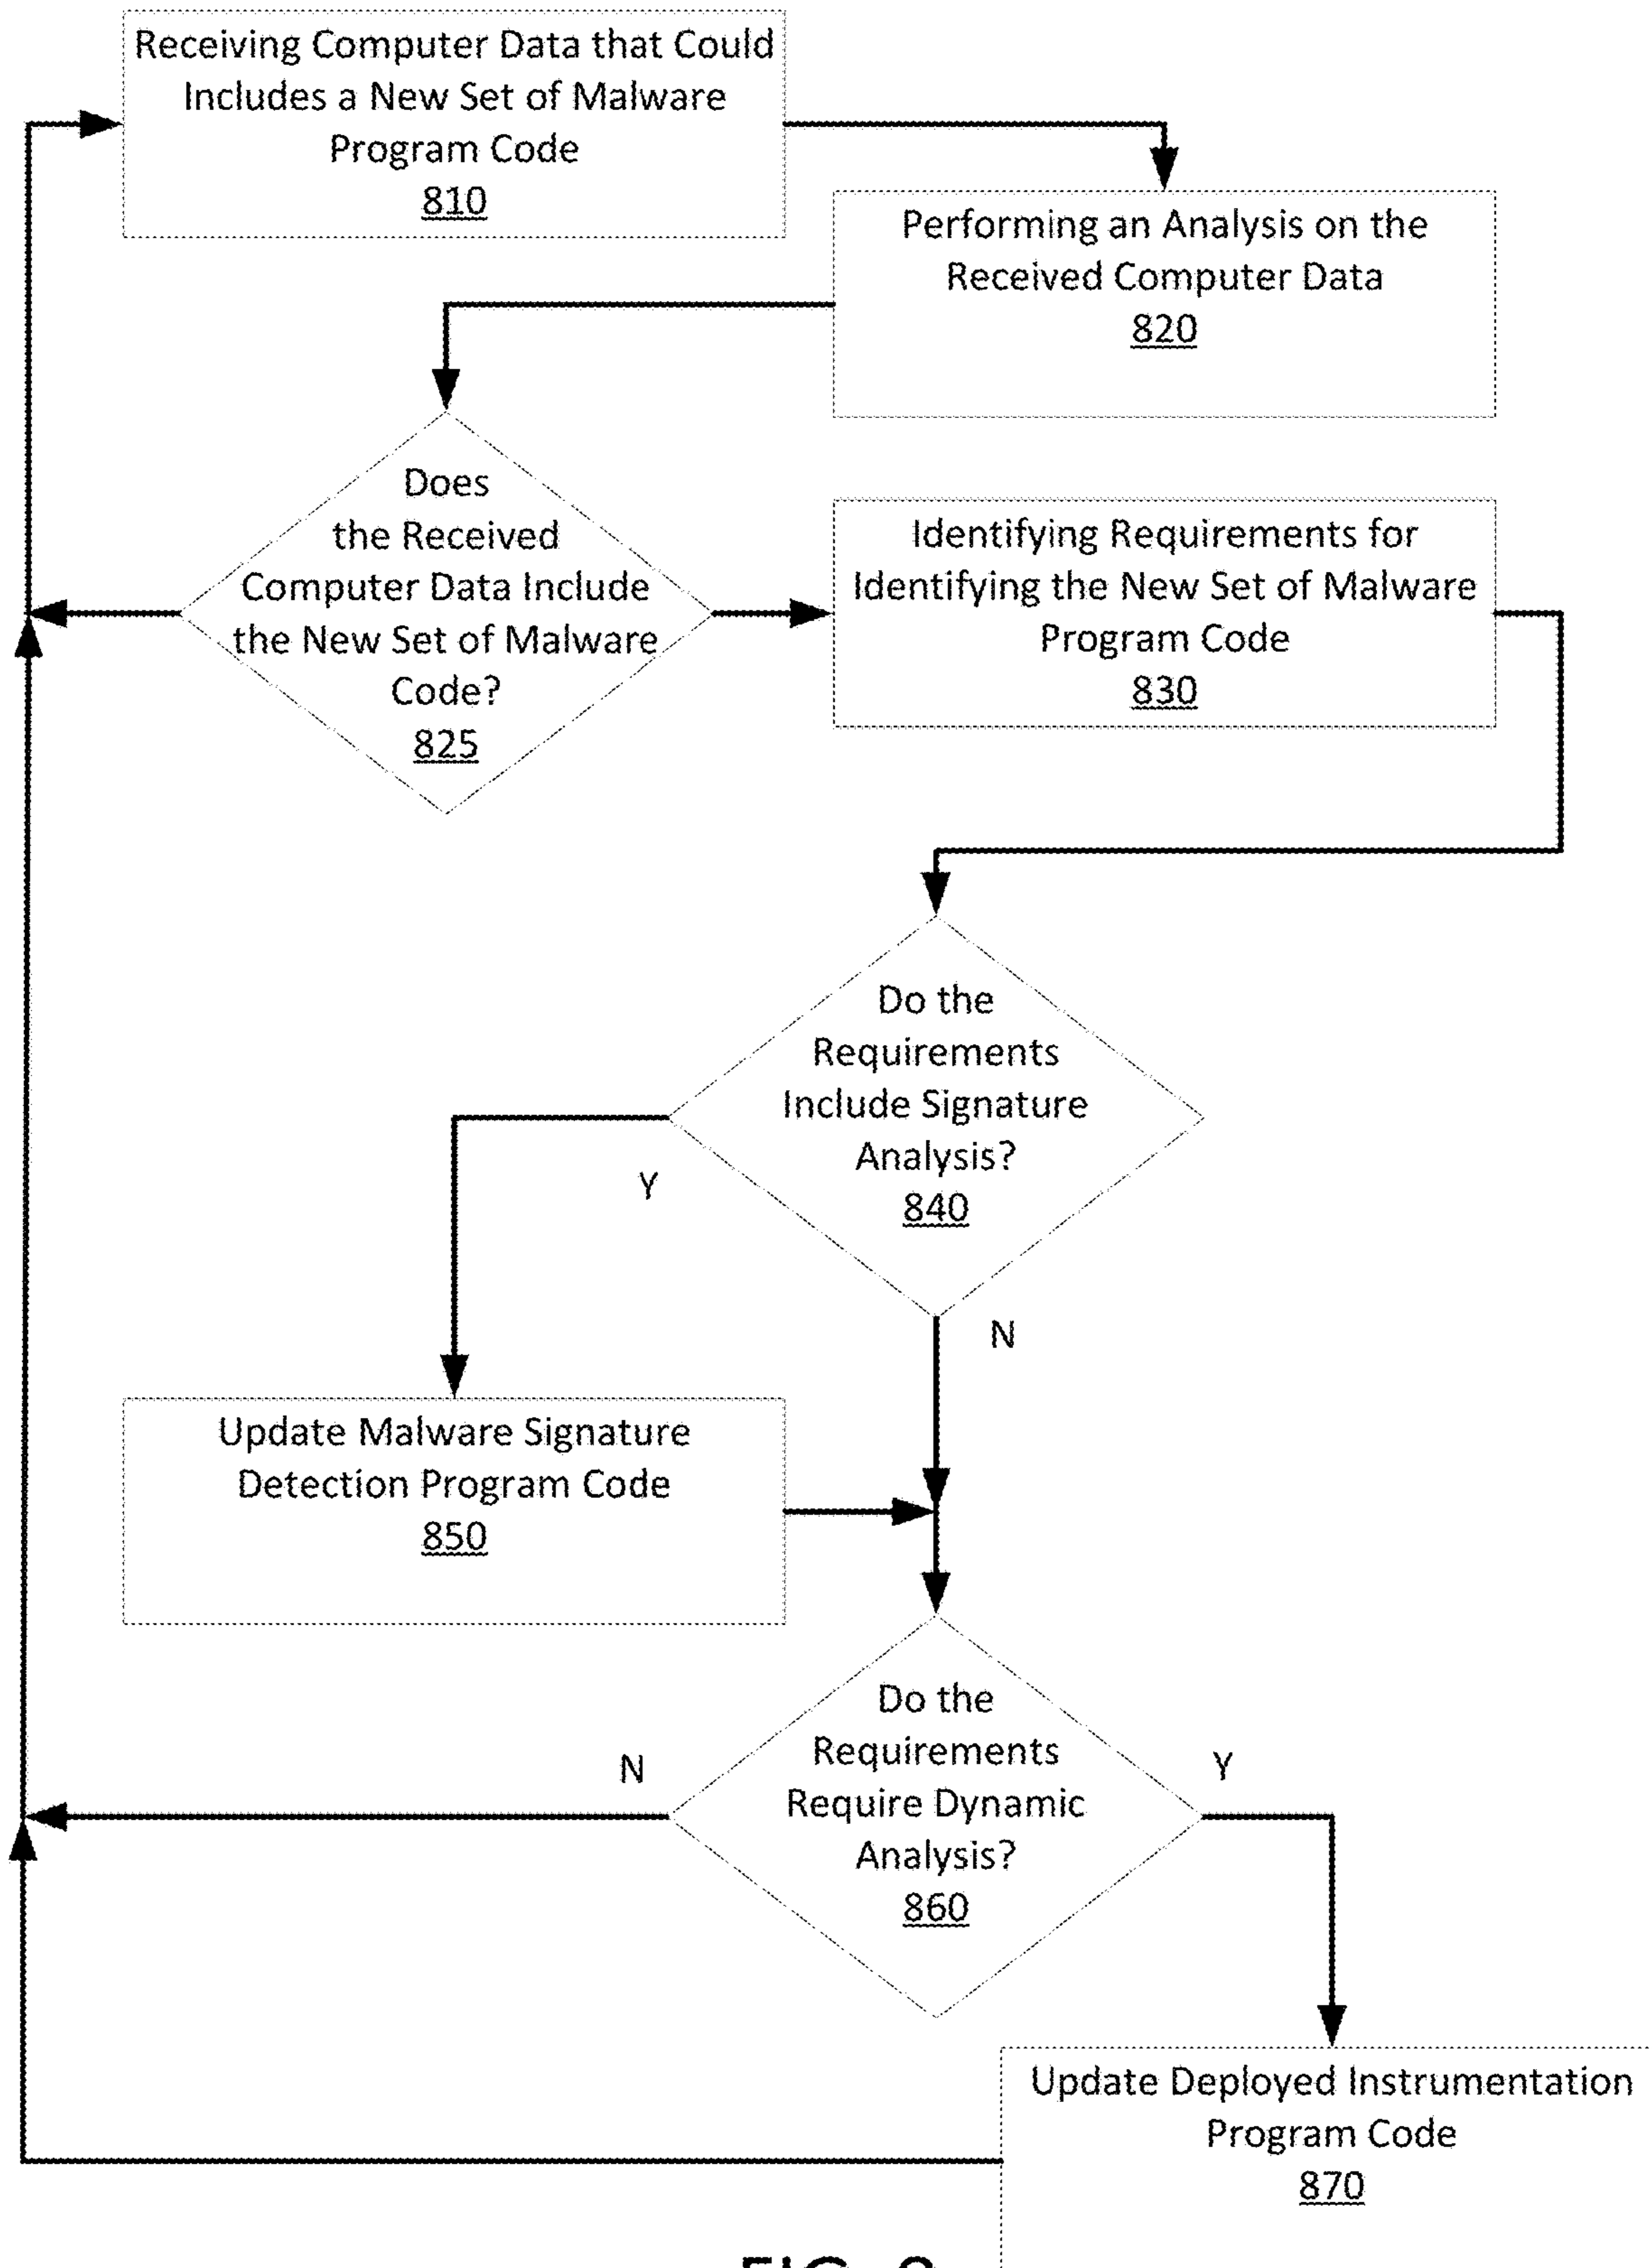 Receiving Computer Data that Could
Includes a New Set of Malware
Program Code
810
Performing an Analysis on the
Received Computer Data
820
Does
the Received
Computer Data Include
the New Set of Malware
Code?
825
Identifying Requirements for
Identifying the New Set of Malware
Program Code
830
Do the
Requirements
Include Signature
Analysis?
840
Y
N
Update Malware Signature
Detection Program Code
850
Do the
Requirements
Require Dynamic
Analysis?
860
N
Y
Update Deployed Instrumentation
Program Code
870